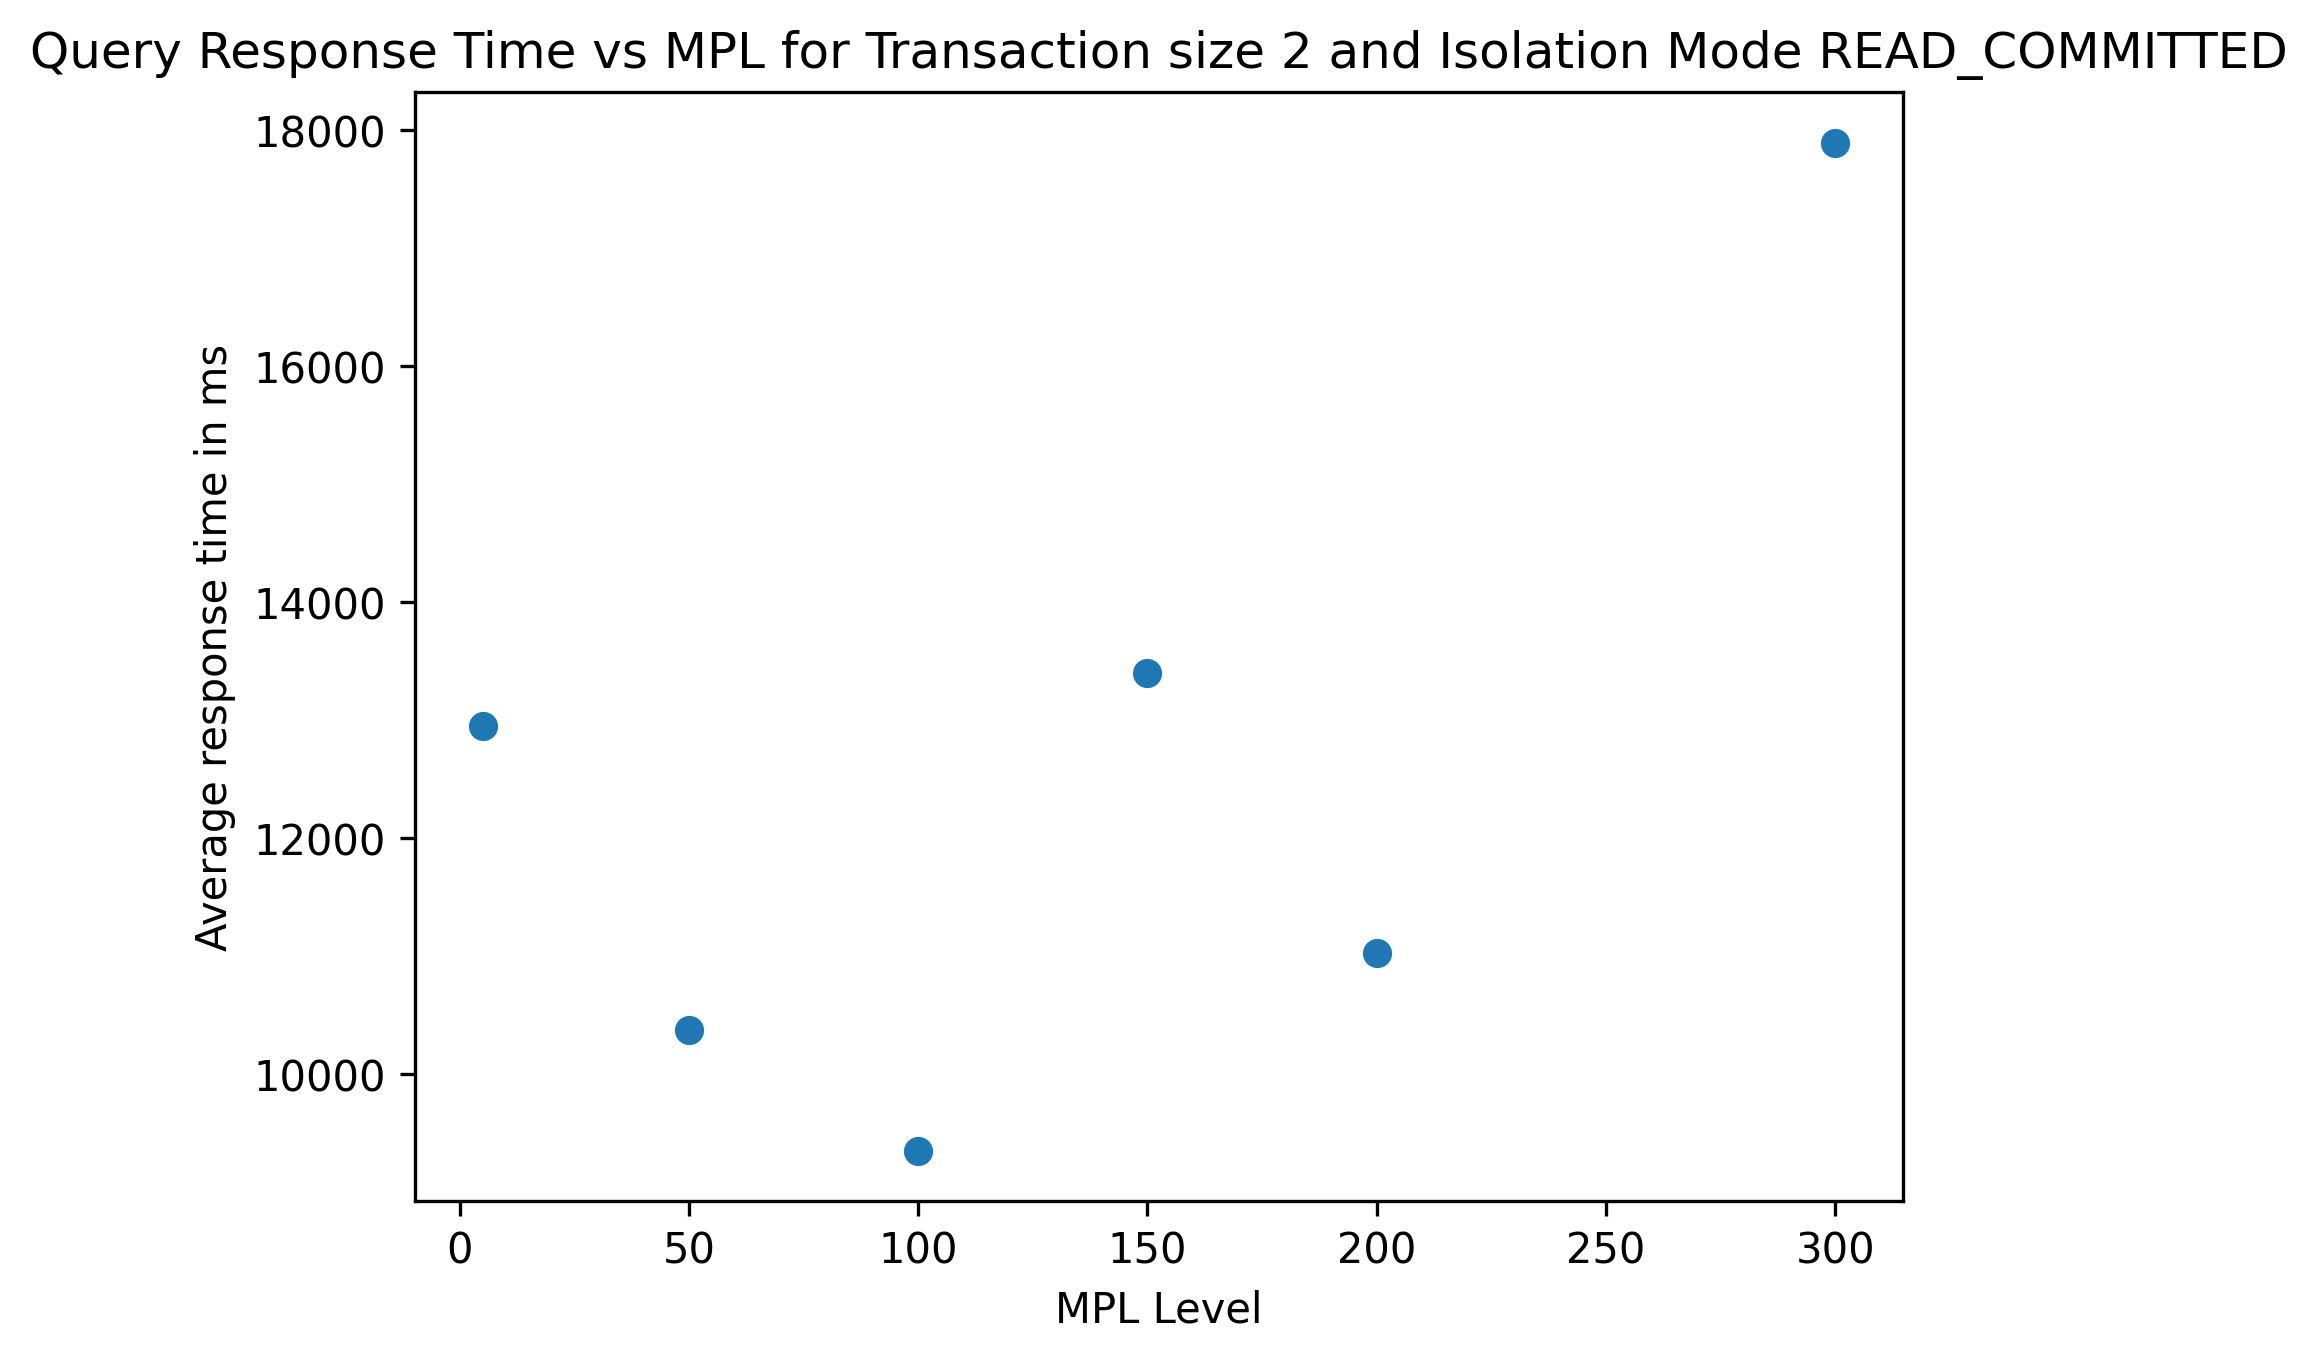 Query Response Time vs MPL for Transaction size 2 and Isolation Mode READ_COMMITTED
18000
16000
14000
12000
10000
Average response time in ms
0 50 100 150 200 250 300
MPL Level